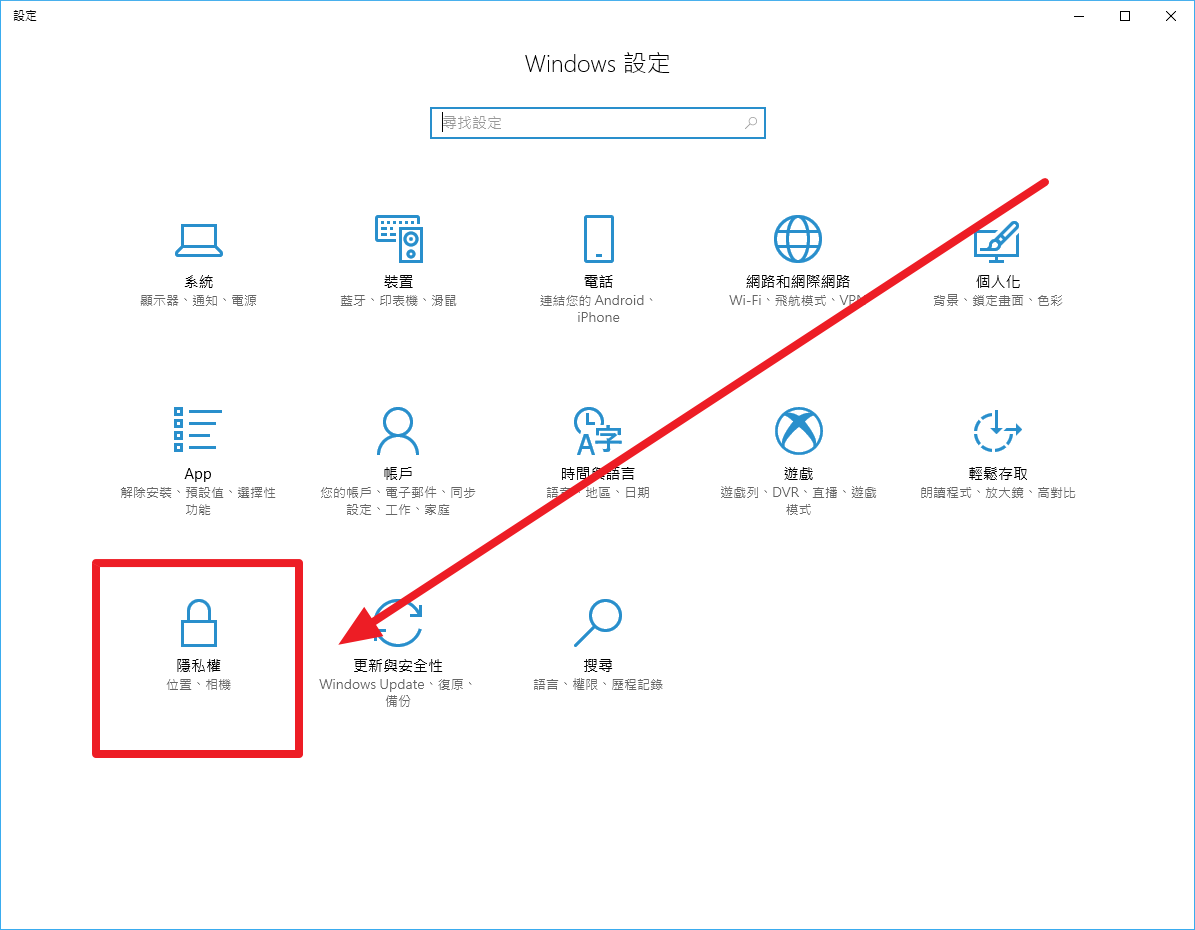 設定
Windows 設定
尋找設定
系統
顯示器、通知、電源
裝置
藍牙、印表機、滑鼠
電話
連結您的 Android、
iPhone
網路和網際網路
Wi-Fi、飛航模式、VPN
個人化
背景、鎖定畫面、色彩
App
解除安裝、預設值、選擇性
功能
帳戶
您的帳戶、電子郵件、同步
設定、工作、家庭
時間與語言
語言、地區、日期
遊戲
遊戲列、DVR、直播、遊戲
模式
輕鬆存取
朗讀程式、放大鏡、高對比
隱私權
位置、相機
更新與安全性
Windows Update、復原、
備份
搜尋
語言、權限、歷程記錄